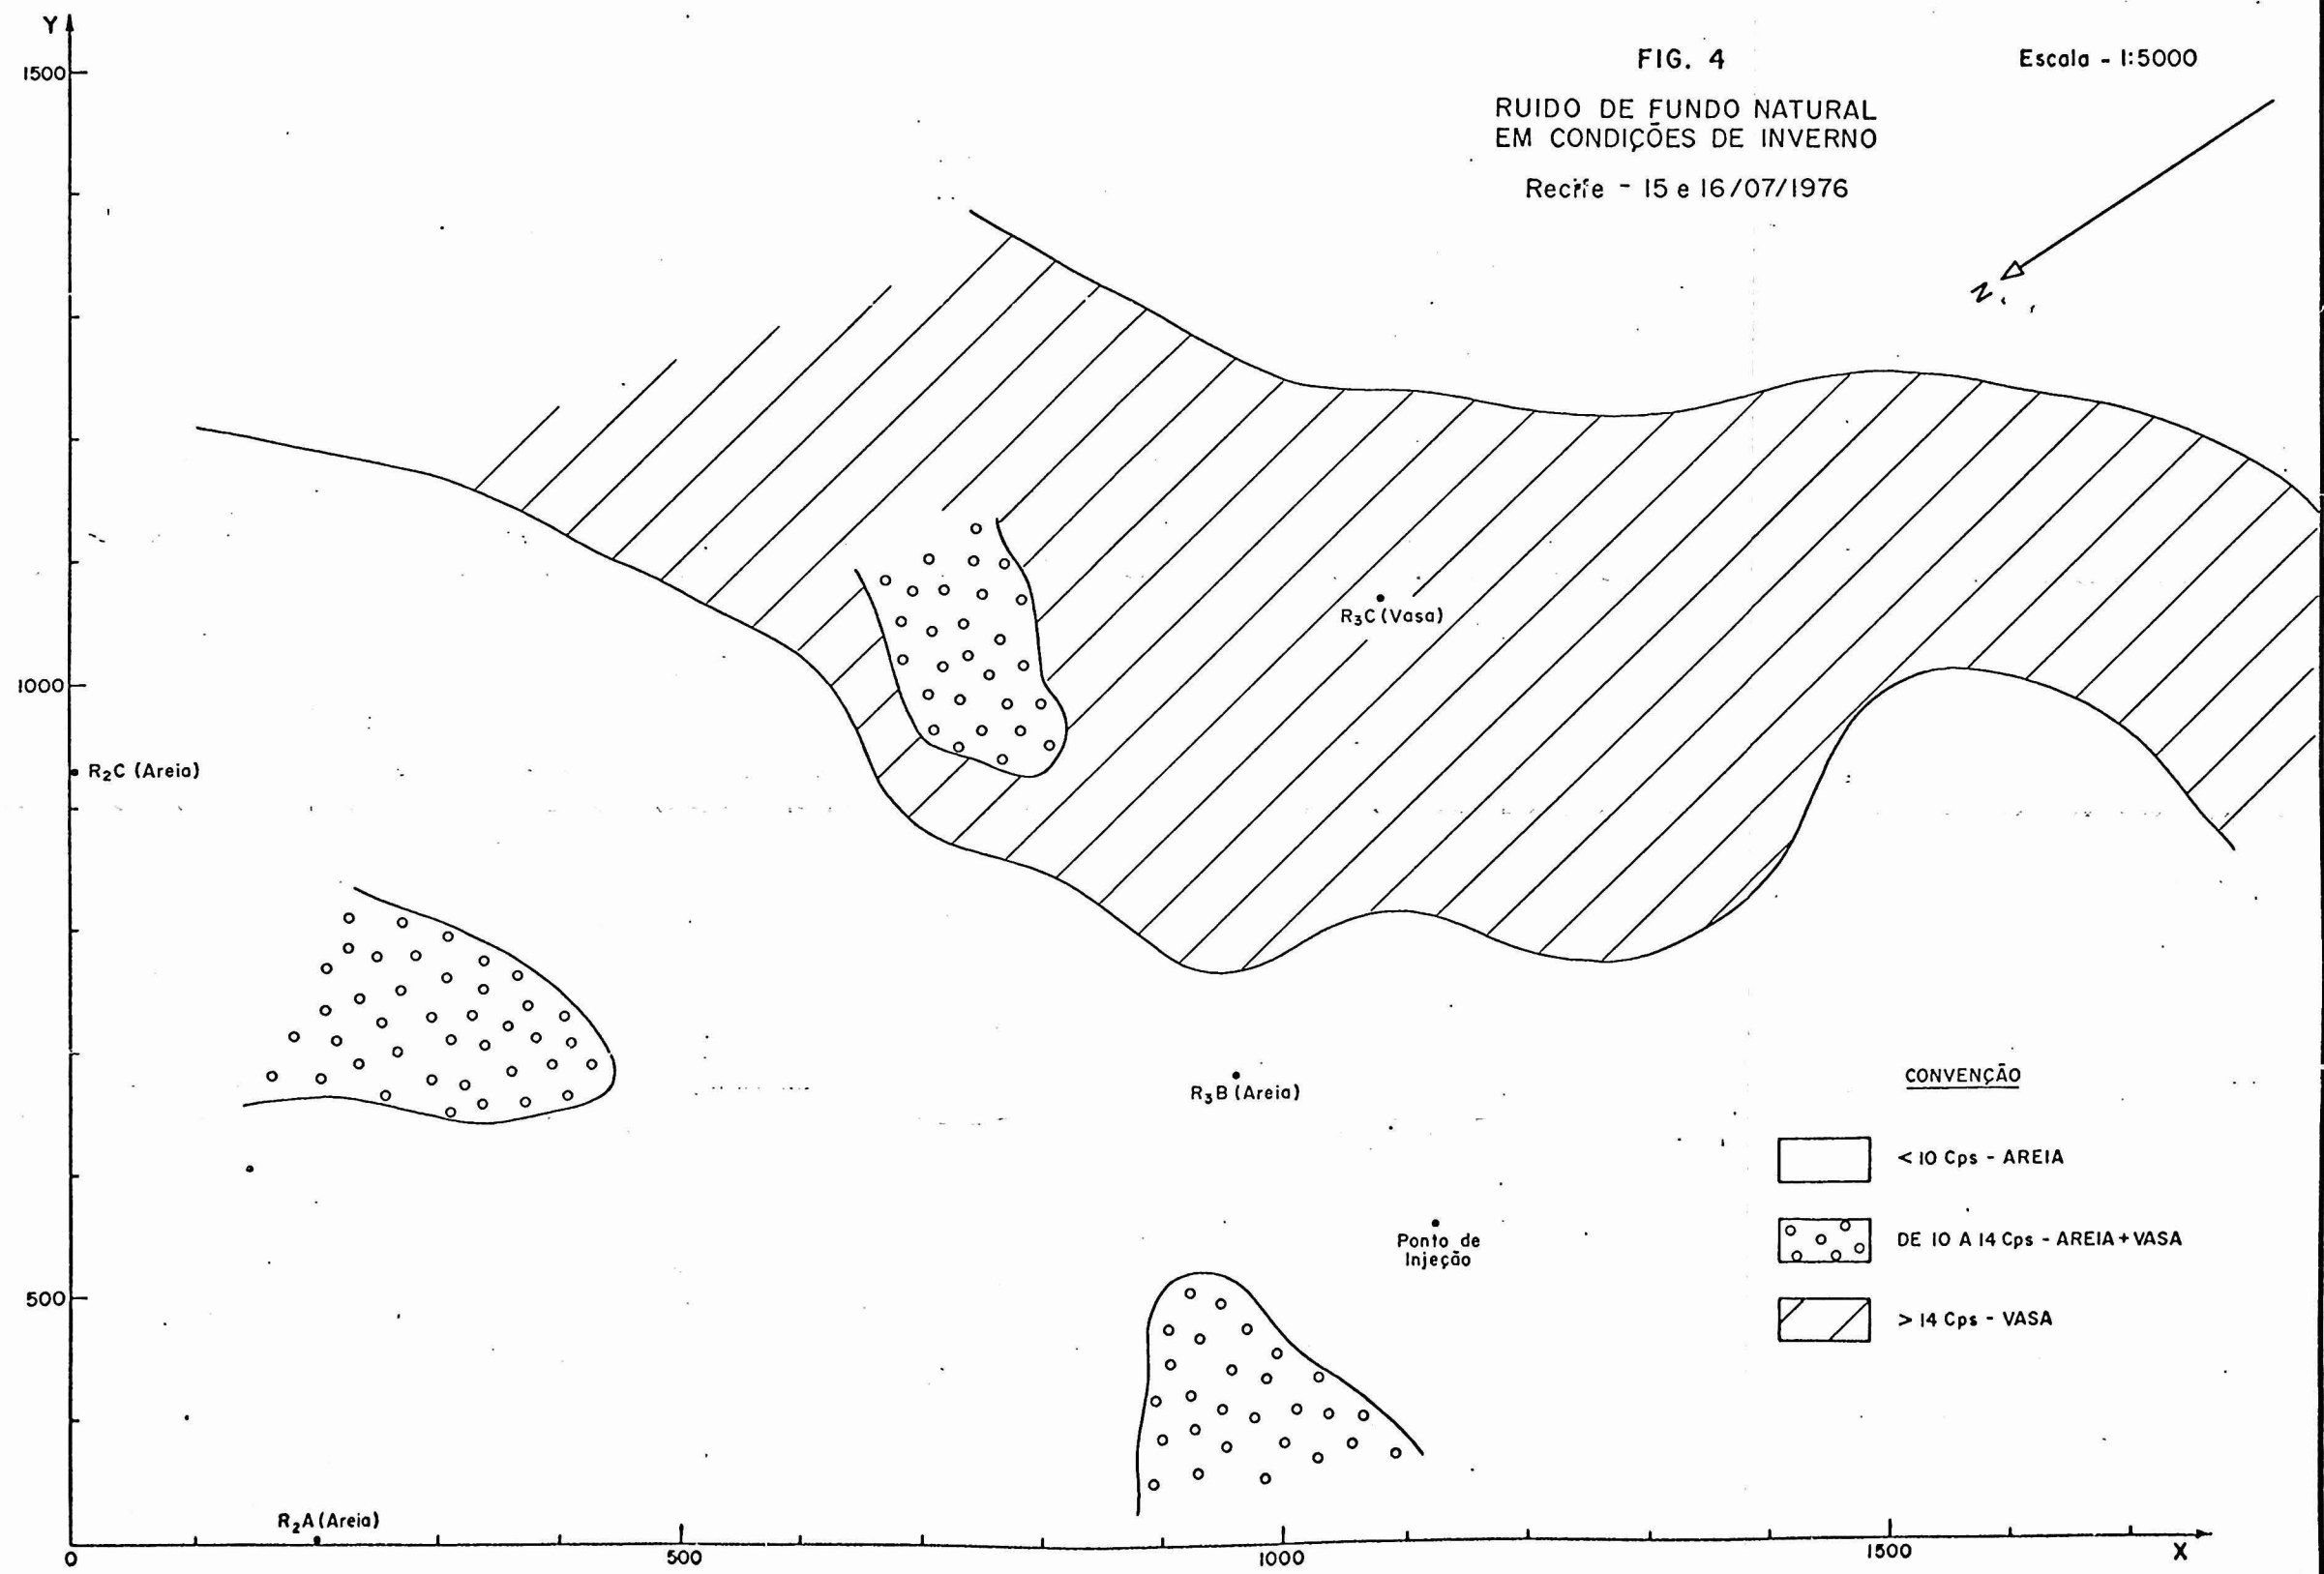 Y
1500
FIG. 4
Escala - 1:5000
RUIDO DE FUNDO NATURAL
EM CONDIÇÕES DE INVERNO
Recife - 15 e 16/07/1976
N
R3C (Vasa)
1000
R2C (Areia)
R3B (Areia)
CONVENÇÃO
< 10 Cps - AREIA
Ponto de
Injeção
DE 10 A 14 Cps - AREIA + VASA
500
> 14 Cps - VASA
R2A (Areia)
0
500
1000
1500
X